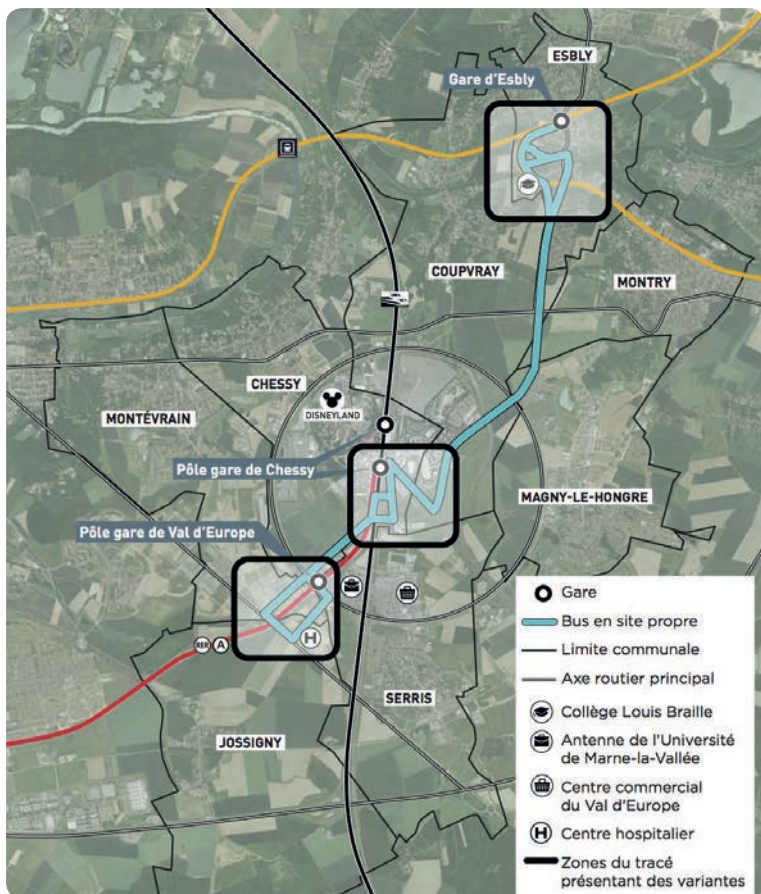 ESBLY
Gare d'Esbly
COUPVRAY
MONTRY
CHESSY
DISNEYLAND
MONTÉVRAIN
Pôle gare de Chessy
MAGNY-LE-HONGRE
Pôle gare de Val d'Europe
H
RER A
SERRIS
JOSSIGNY
Gare
Bus en site propre
Limite communale
Axe routier principal
Collège Louis Braille
Antenne de l'Université
de Marne-la-Vallée
Centre commercial
du Val d'Europe
H Centre hospitalier
Zones du tracé
présentant des variantes